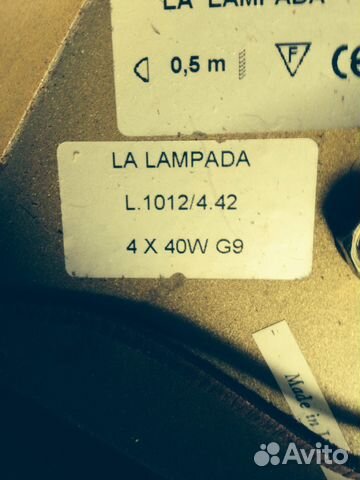 LA LAMPADA
0,5 m F CE
LA LAMPADA
L.1012/4.42
4 X 40W G9
Made in
Avito